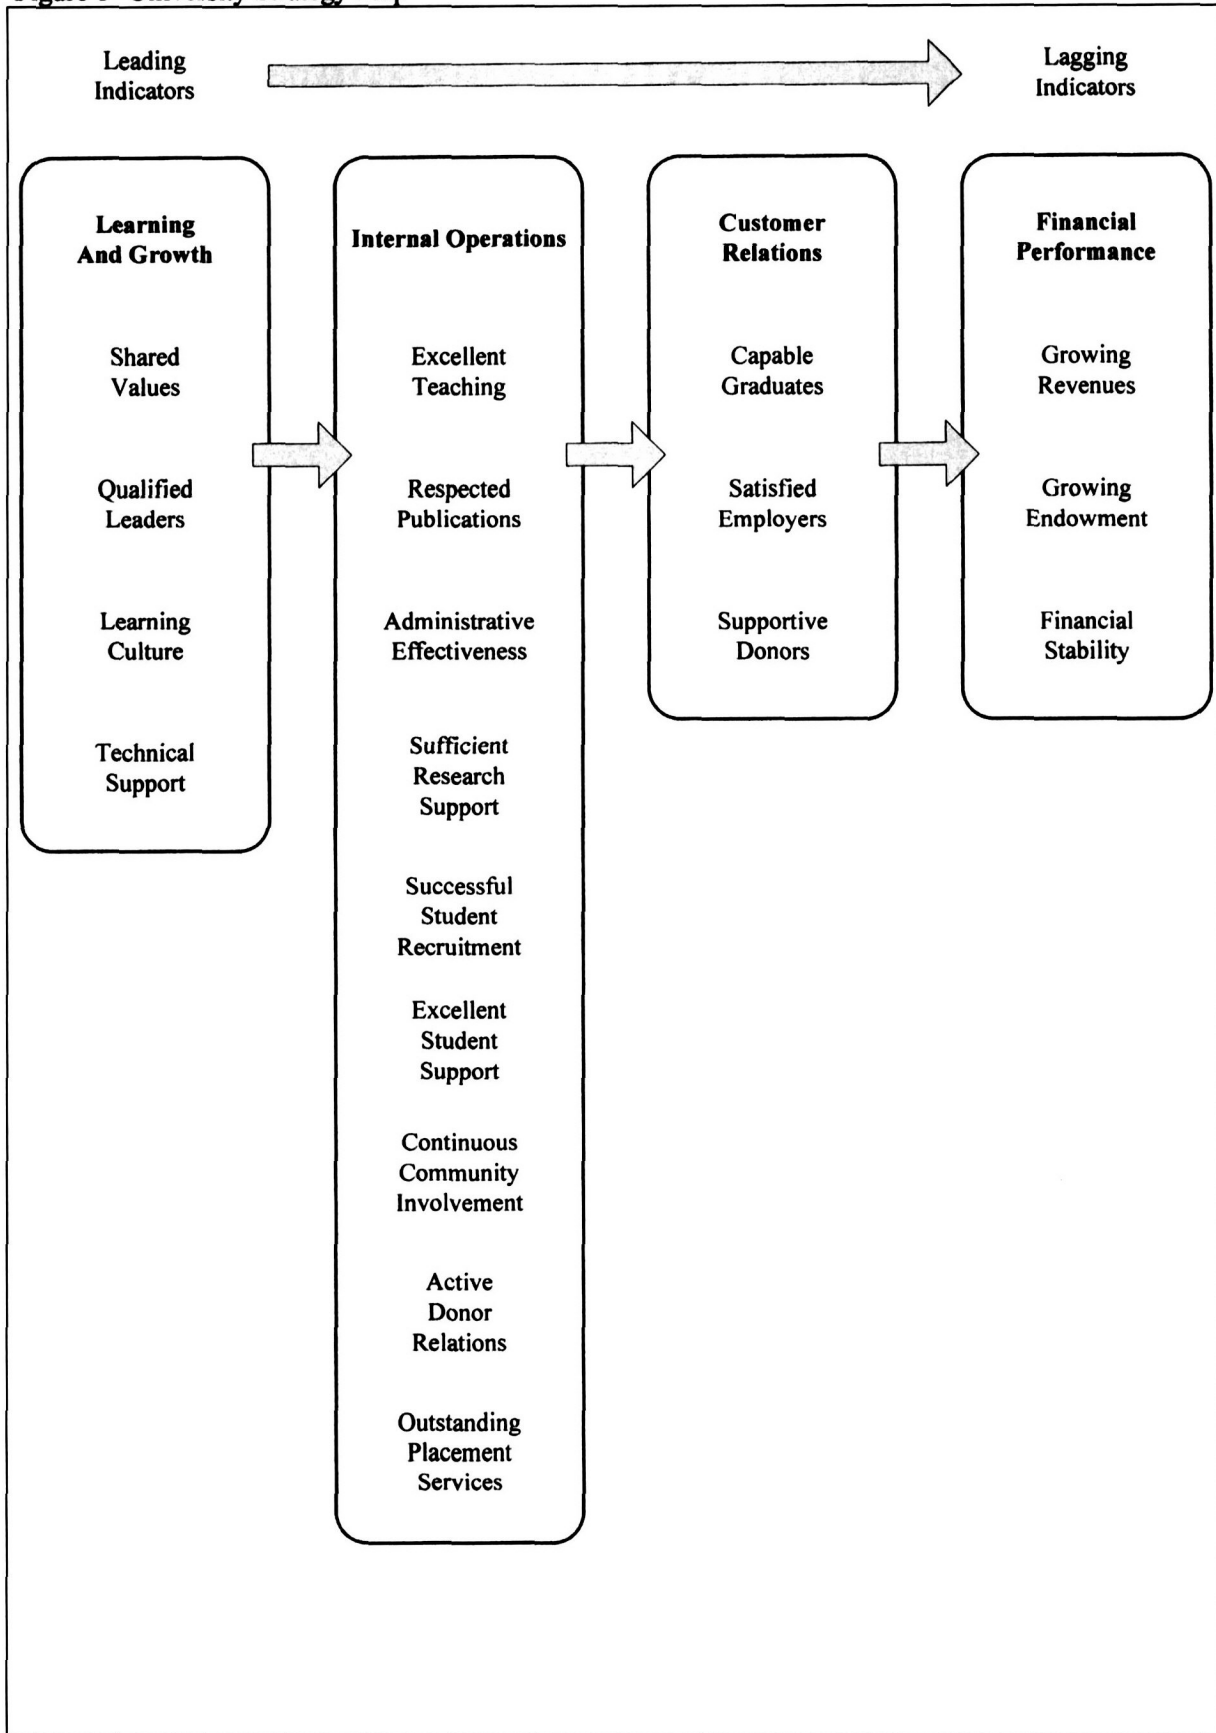 Leading
Indicators
Lagging
Indicators
Learning
And Growth
Shared
Values
Qualified
Leaders
Learning
Culture
Technical
Support
Internal Operations
Excellent
Teaching
Respected
Publications
Administrative
Effectiveness
Sufficient
Research
Support
Successful
Student
Recruitment
Excellent
Student
Support
Continuous
Community
Involvement
Active
Donor
Relations
Outstanding
Placement
Services
Customer
Relations
Capable
Graduates
Satisfied
Employers
Supportive
Donors
Financial
Performance
Growing
Revenues
Growing
Endowment
Financial
Stability